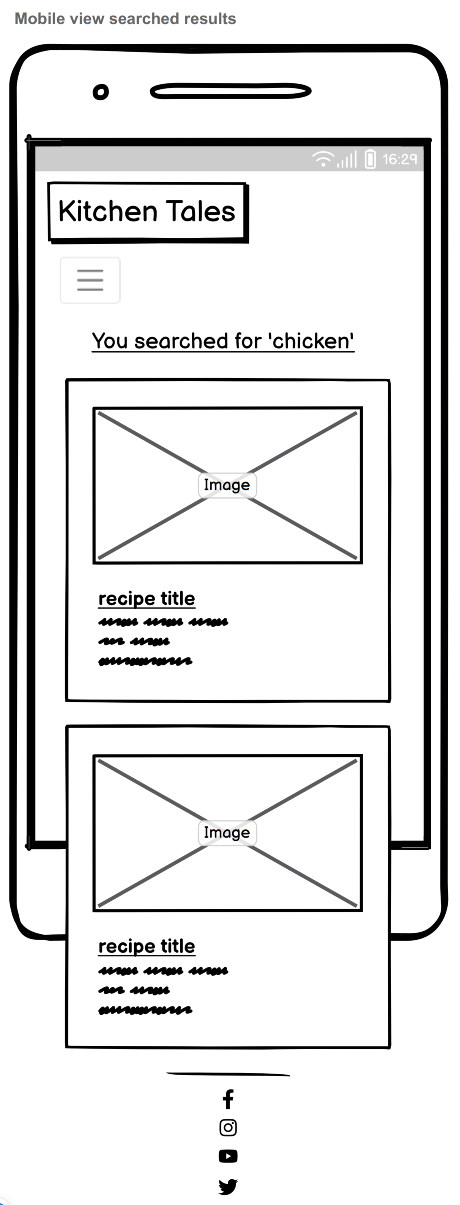 Mobile view searched results
16:29
Kitchen Tales
You searched for 'chicken'
Image
recipe title
Image
recipe title